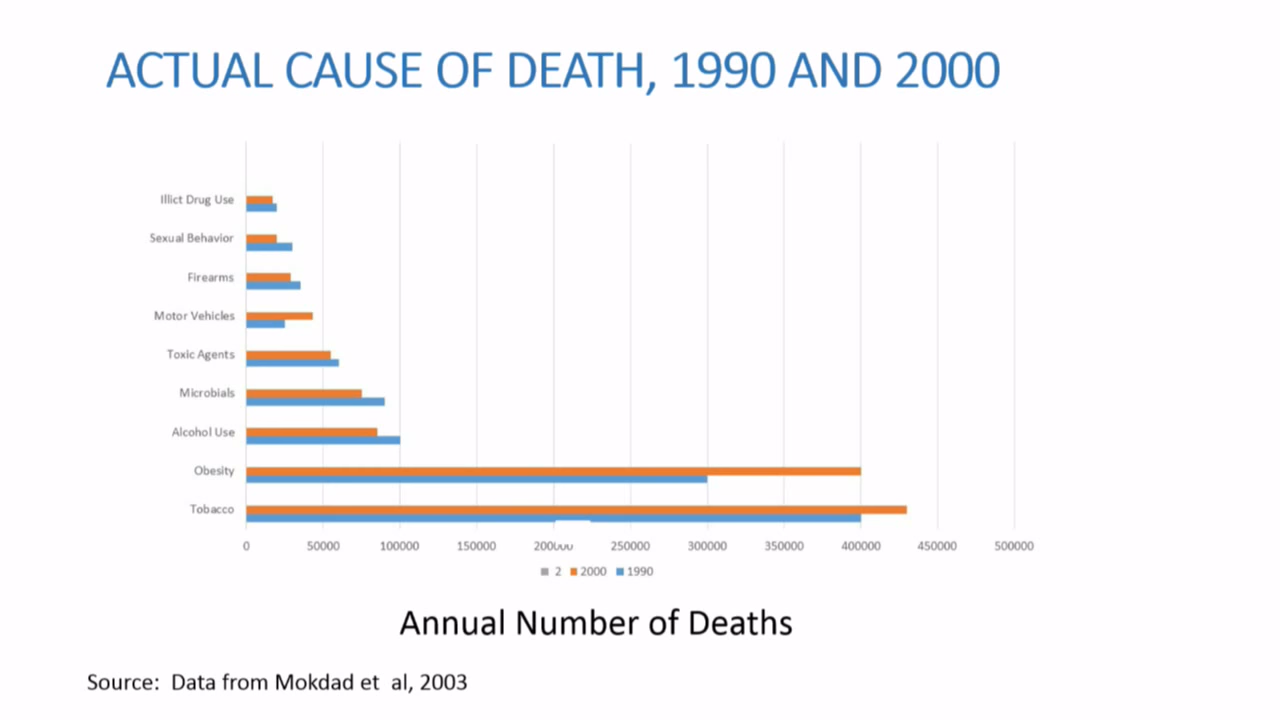 ACTUAL CAUSE OF DEATH, 1990 AND 2000
Illict Drug Use
Sexual Behavior
Firearms
Motor Vehicles
Toxic Agents
Microbials
Alcohol Use
Obesity
Tobacco
0 50000 100000 150000 200000 250000 300000 350000 400000 450000 500000
2 2000 1990
Annual Number of Deaths
Source: Data from Mokdad et al, 2003